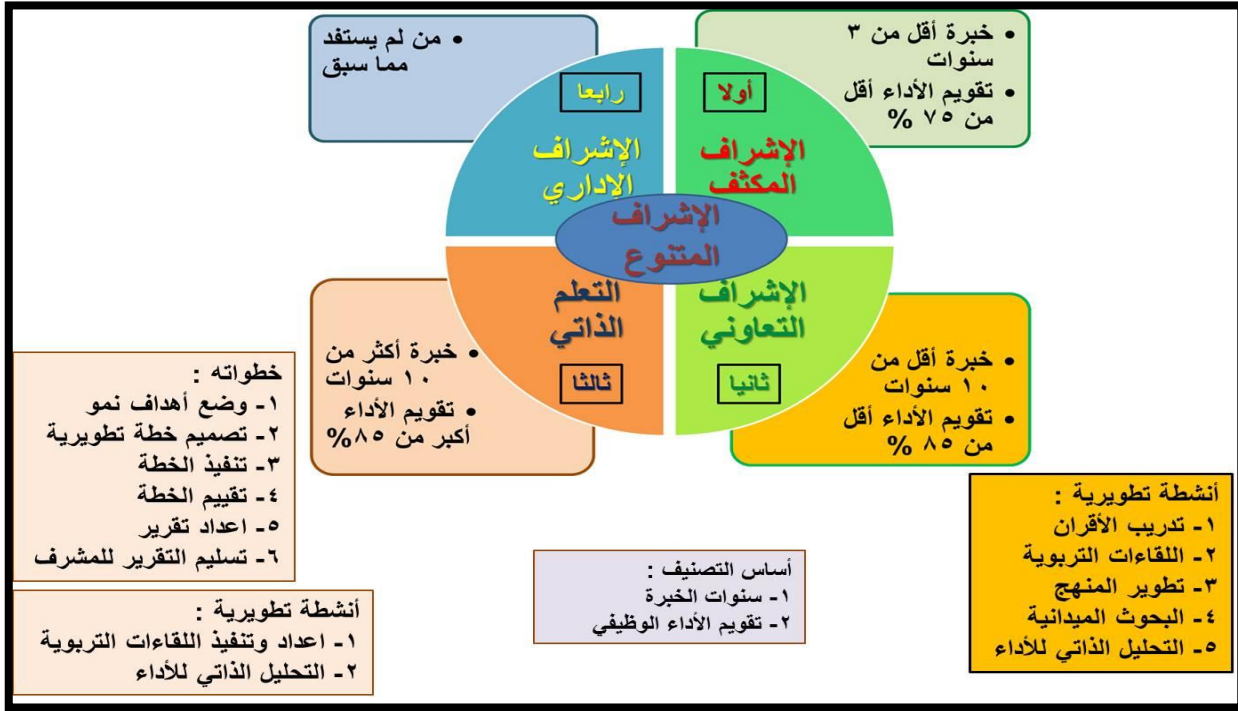 الإشراف
المتنوع
أولا
الإشراف
المكثف
• خبرة أقل من ٣
سنوات
• تقويم الأداء أقل
من ٧٥ %
ثانيا
الإشراف
التعاوني
• خبرة أقل من
١٠ سنوات
• تقويم الأداء أقل
من ٨٥ %
أنشطة تطويرية :
١- تدريب الأقران
٢- اللقاءات التربوية
٣- تطوير المنهج
٤- البحوث الميدانية
٥- التحليل الذاتي للأداء
ثالثا
التعلم
الذاتي
• خبرة أكثر من
١٠ سنوات
• تقويم الأداء
أكبر من ٨٥%
خطواته :
١- وضع أهداف نمو
٢- تصميم خطة تطويرية
٣- تنفيذ الخطة
٤- تقييم الخطة
٥- اعداد تقرير
٦- تسليم التقرير للمشرف
أنشطة تطويرية :
١- اعداد وتنفيذ اللقاءات التربوية
٢- التحليل الذاتي للأداء
رابعا
الإشراف
الإداري
• من لم يستفد
مما سبق
أساس التصنيف :
١- سنوات الخبرة
٢- تقويم الأداء الوظيفي